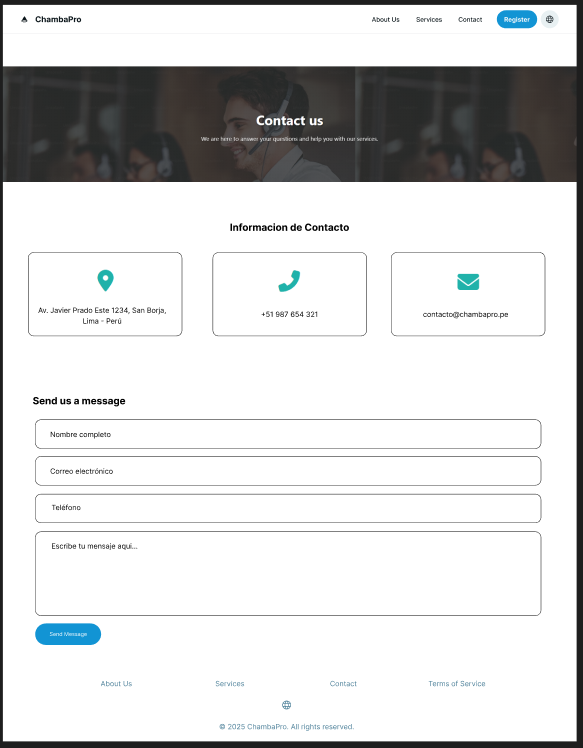 ChambaPro
About Us
Services
Contact
Register
Contact us
We are here to answer your questions and help you with our services.
Informacion de Contacto
Av. Javier Prado Este 1234, San Borja,
Lima - Perú
+51 987 654 321
contacto@chambapro.pe
Send us a message
Nombre completo
Correo electrónico
Teléfono
Escribe tu mensaje aqui...
Send Message
About Us
Services
Contact
Terms of Service
© 2025 ChambaPro. All rights reserved.